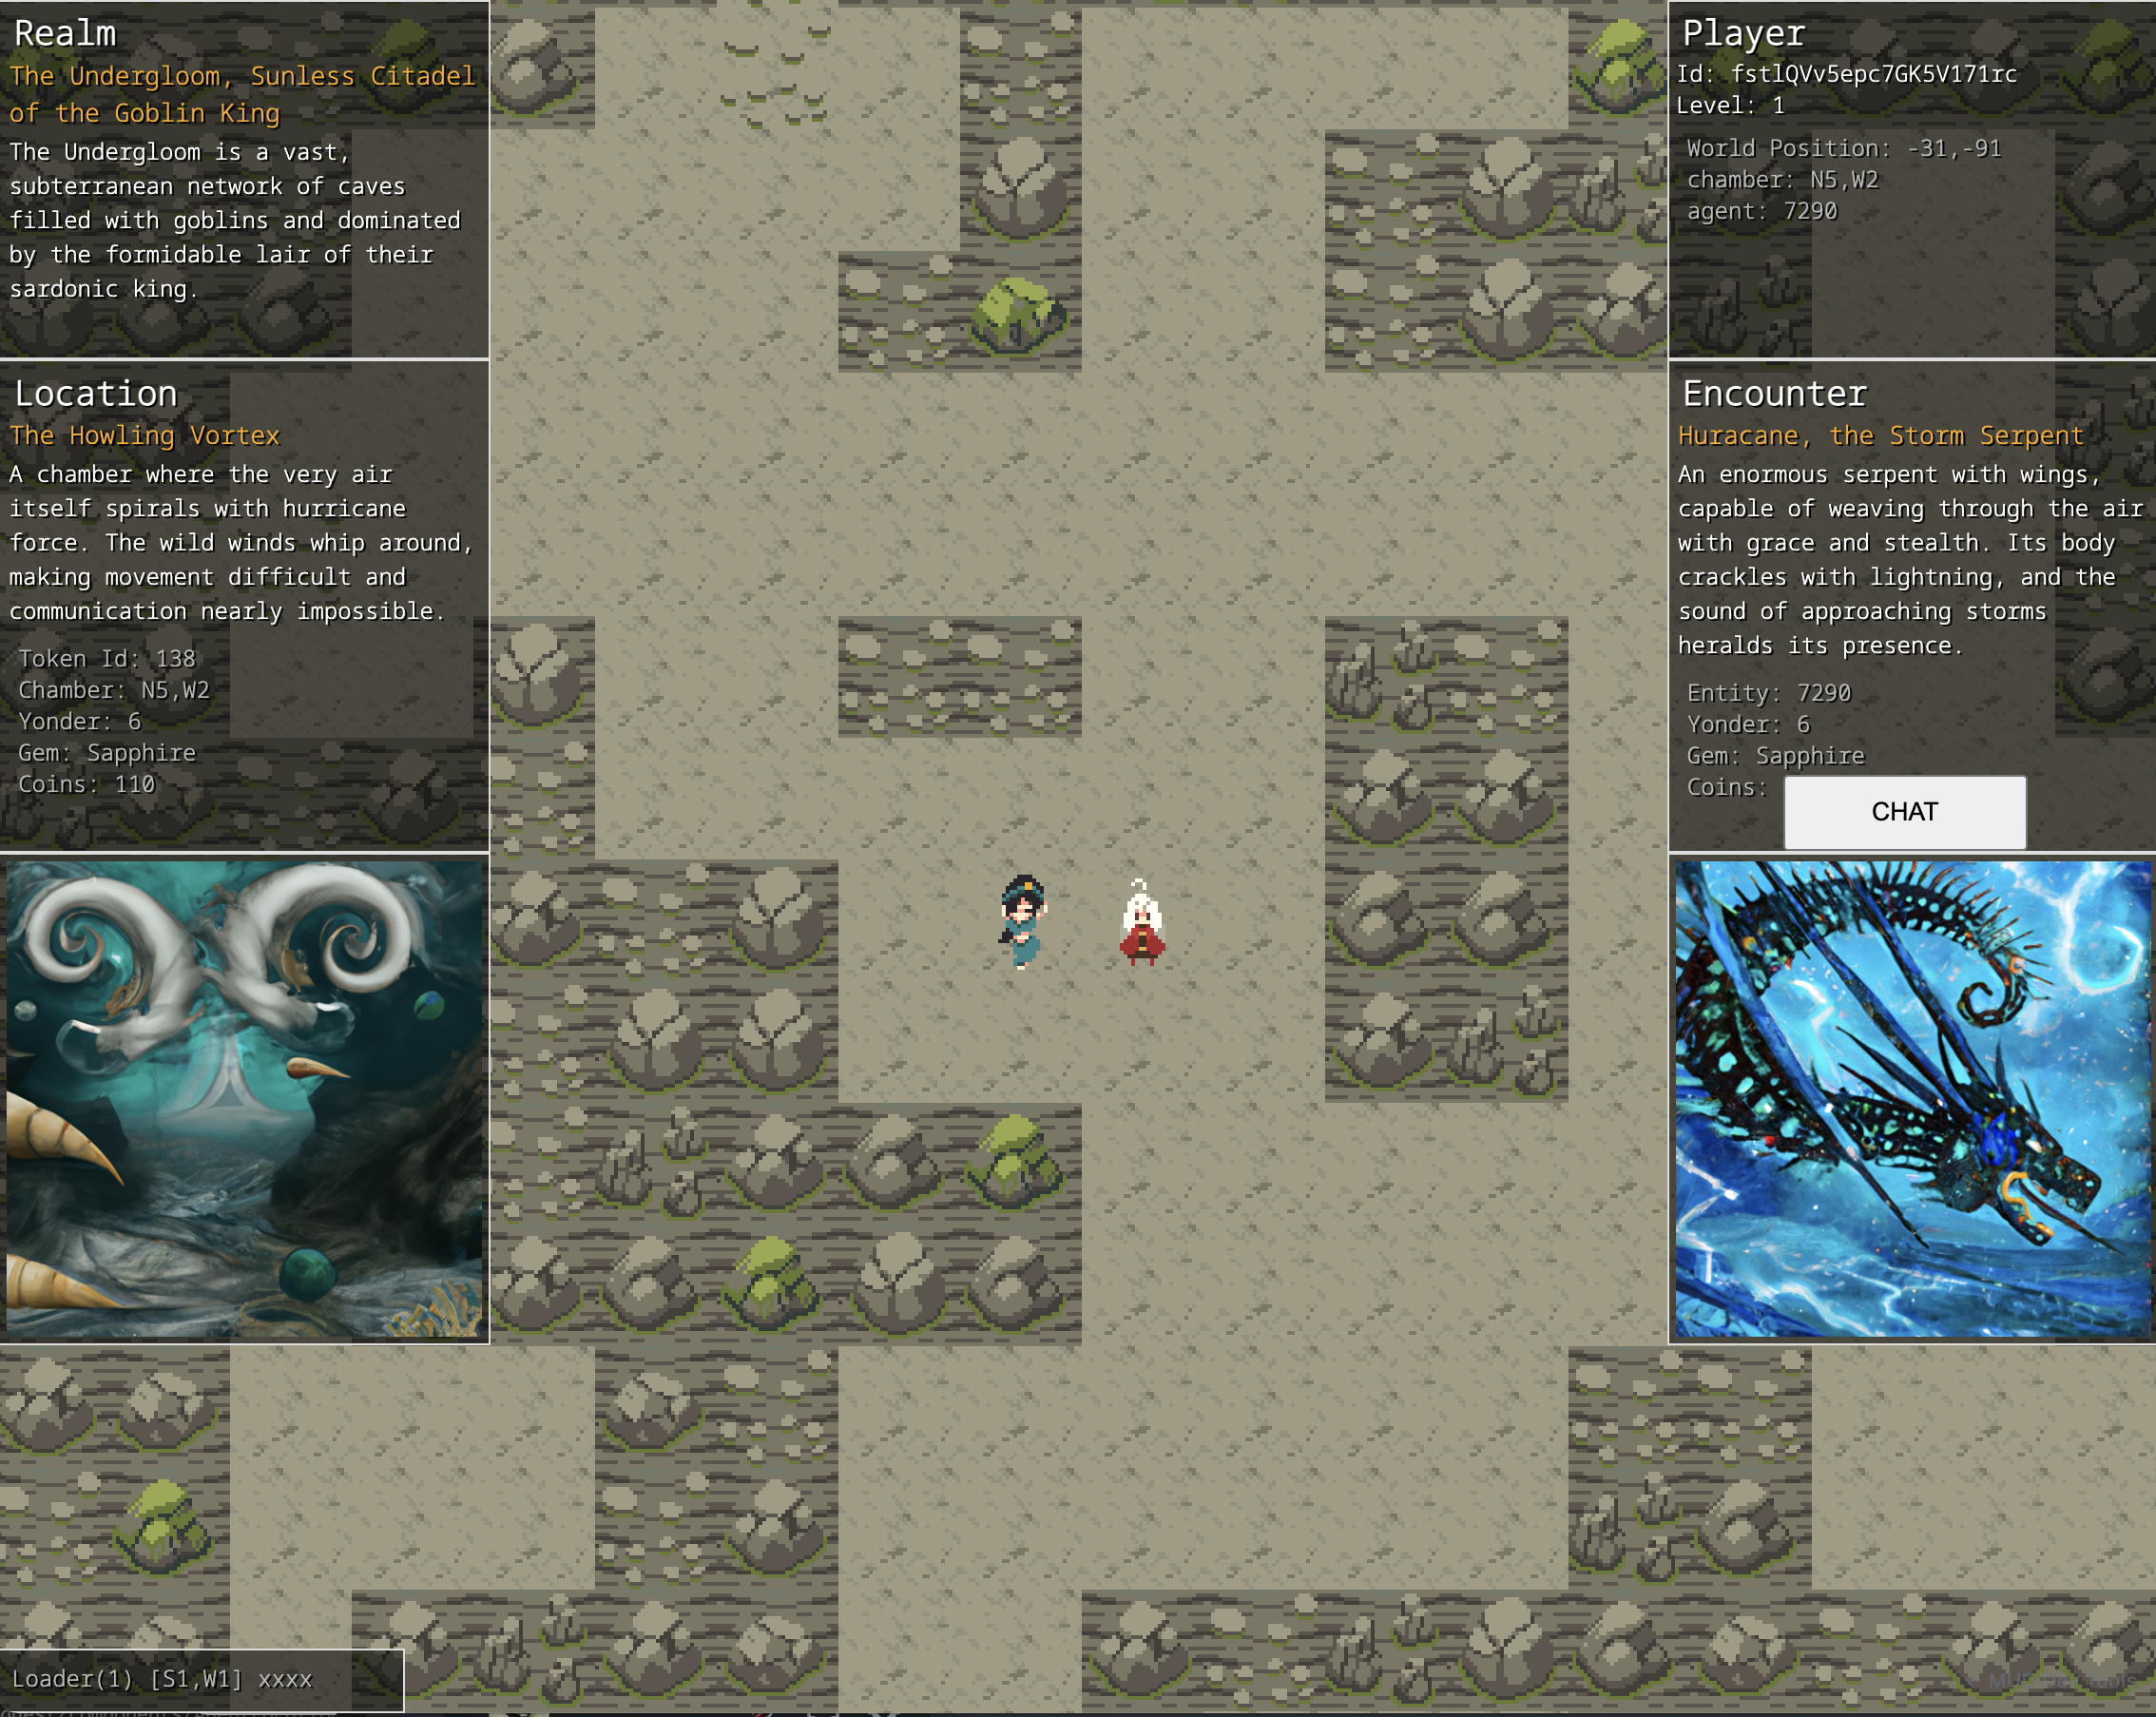 Realm
The Undergloom, Sunless Citadel
of the Goblin King
The Undergloom is a vast,
subterranean network of caves
filled with goblins and dominated
by the formidable lair of their
sardonic king.
Location
The Howling Vortex
A chamber where the very air
itself spirals with hurricane
force. The wild winds whip around,
making movement difficult and
communication nearly impossible.
Token Id: 138
Chamber: N5,W2
Yonder: 6
Gem: Sapphire
Coins: 110
Player
Id: fstlQVv5epc7GK5V171rc
Level: 1
World Position: -31,-91
chamber: N5,W2
agent: 7290
Encounter
Huracane, the Storm Serpent
An enormous serpent with wings,
capable of weaving through the air
with grace and stealth. Its body
crackles with lightning, and the
sound of approaching storms
heralds its presence.
Entity: 7290
Yonder: 6
Gem: Sapphire
Coins:
CHAT
Loader(1) [S1,W1] xxxx